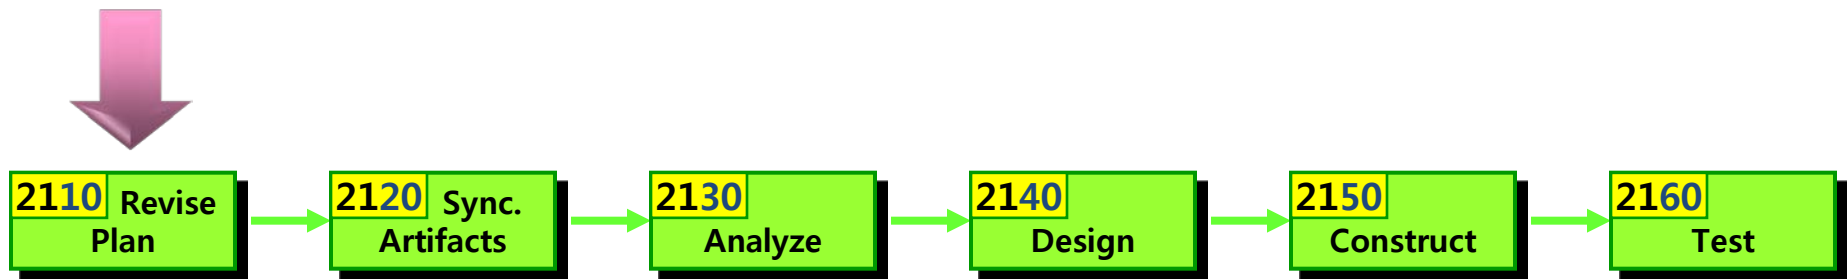 2110 Revise
Plan
2120 Sync.
Artifacts
2130
Analyze
2140
Design
2150
Construct
2160
Test